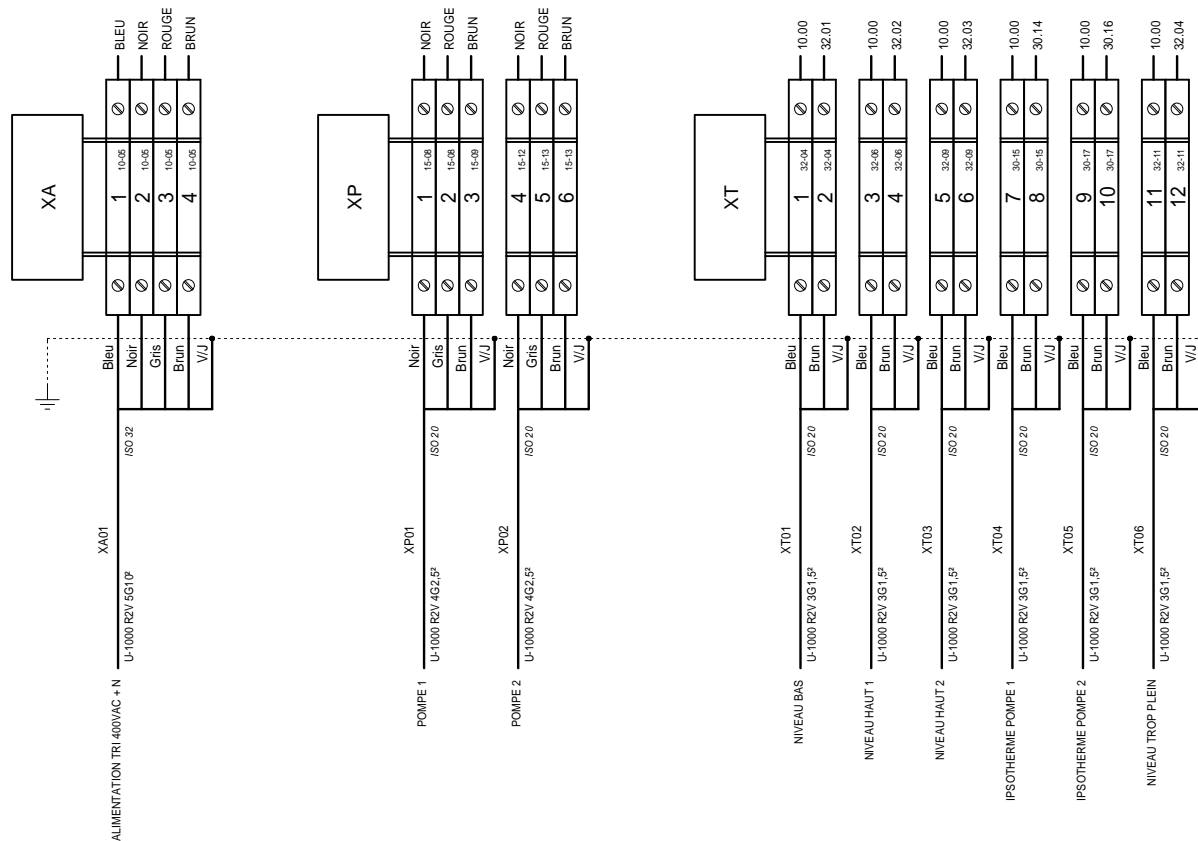 BLEU
NOIR
ROUGE
BRUN
NOIR
ROUGE
BRUN
NOIR
ROUGE
BRUN
10.00
32.01
10.00
32.02
10.00
32.03
10.00
30.14
10.00
30.16
10.00
32.04
XA
1 10-05
2 10-05
3 10-05
4 10-05
XP
1 15-08
2 15-08
3 15-09
4 15-12
5 15-13
6 15-13
XT
1 32-04
2 32-04
3 32-06
4 32-06
5 32-09
6 32-09
7 30-15
8 30-15
9 30-17
10 30-17
11 32-11
12 32-11
Bleu
Noir
Gris
Brun
V/J
Noir
Gris
Brun
V/J
Noir
Gris
Brun
V/J
Bleu
Brun
V/J
Bleu
Brun
V/J
Bleu
Brun
V/J
Bleu
Brun
V/J
Bleu
Brun
V/J
Bleu
Brun
V/J
ISO 32
ISO 20
ISO 20
ISO 20
ISO 20
ISO 20
ISO 20
ISO 20
ISO 20
XA01
XP01
XP02
XT01
XT02
XT03
XT04
XT05
XT06
U-1000 R2V 5G10²
U-1000 R2V 4G2,5²
U-1000 R2V 4G2,5²
U-1000 R2V 3G1,5²
U-1000 R2V 3G1,5²
U-1000 R2V 3G1,5²
U-1000 R2V 3G1,5²
U-1000 R2V 3G1,5²
U-1000 R2V 3G1,5²
ALIMENTATION TRI 400VAC + N
POMPE 1
POMPE 2
NIVEAU BAS
NIVEAU HAUT 1
NIVEAU HAUT 2
IPSOTHERME POMPE 1
IPSOTHERME POMPE 2
NIVEAU TROP PLEIN